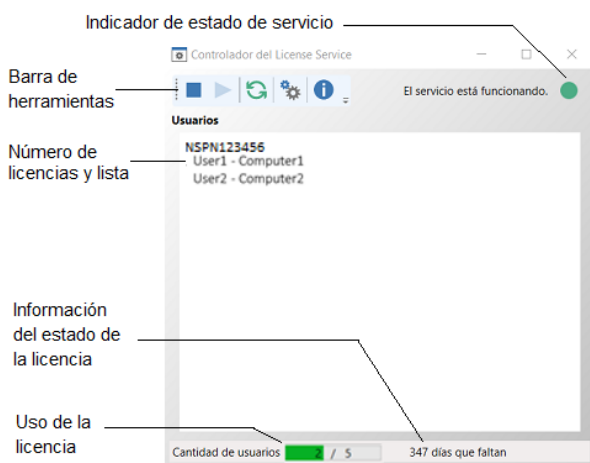 Indicador de estado de servicio
Controlador del License Service
Barra de
herramientas
El servicio está funcionando.
Usuarios
Número de
licencias y lista
NSPN123456
User1 - Computer1
User2 - Computer2
Información
del estado de
la licencia
Uso de la
licencia
Cantidad de usuarios 2 / 5 347 días que faltan